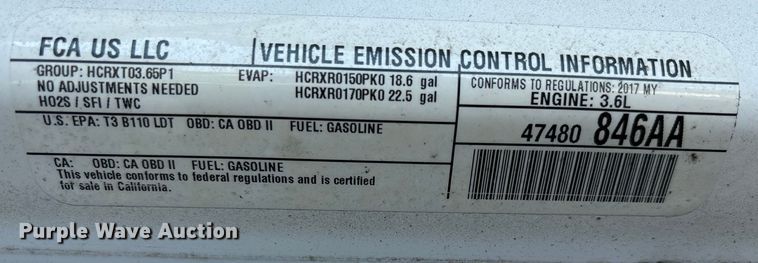 FCA US LLC
VEHICLE EMISSION CONTROL INFORMATION
GROUP: HCRXT03.65P1
NO ADJUSTMENTS NEEDED
HO2S / SFI / TWC
EVAP: HCRXR0150PK0 18.6 gal
HCRXR0170PK0 22.5 gal
CONFORMS TO REGULATIONS: 2017 MY
ENGINE: 3.6L
U.S. EPA: T3 B110 LDT OBD: CA OBD II FUEL: GASOLINE
47480 846AA
CA: OBD: CA OBD II FUEL: GASOLINE
This vehicle conforms to federal regulations and is certified
for sale in California.
Purple Wave Auction